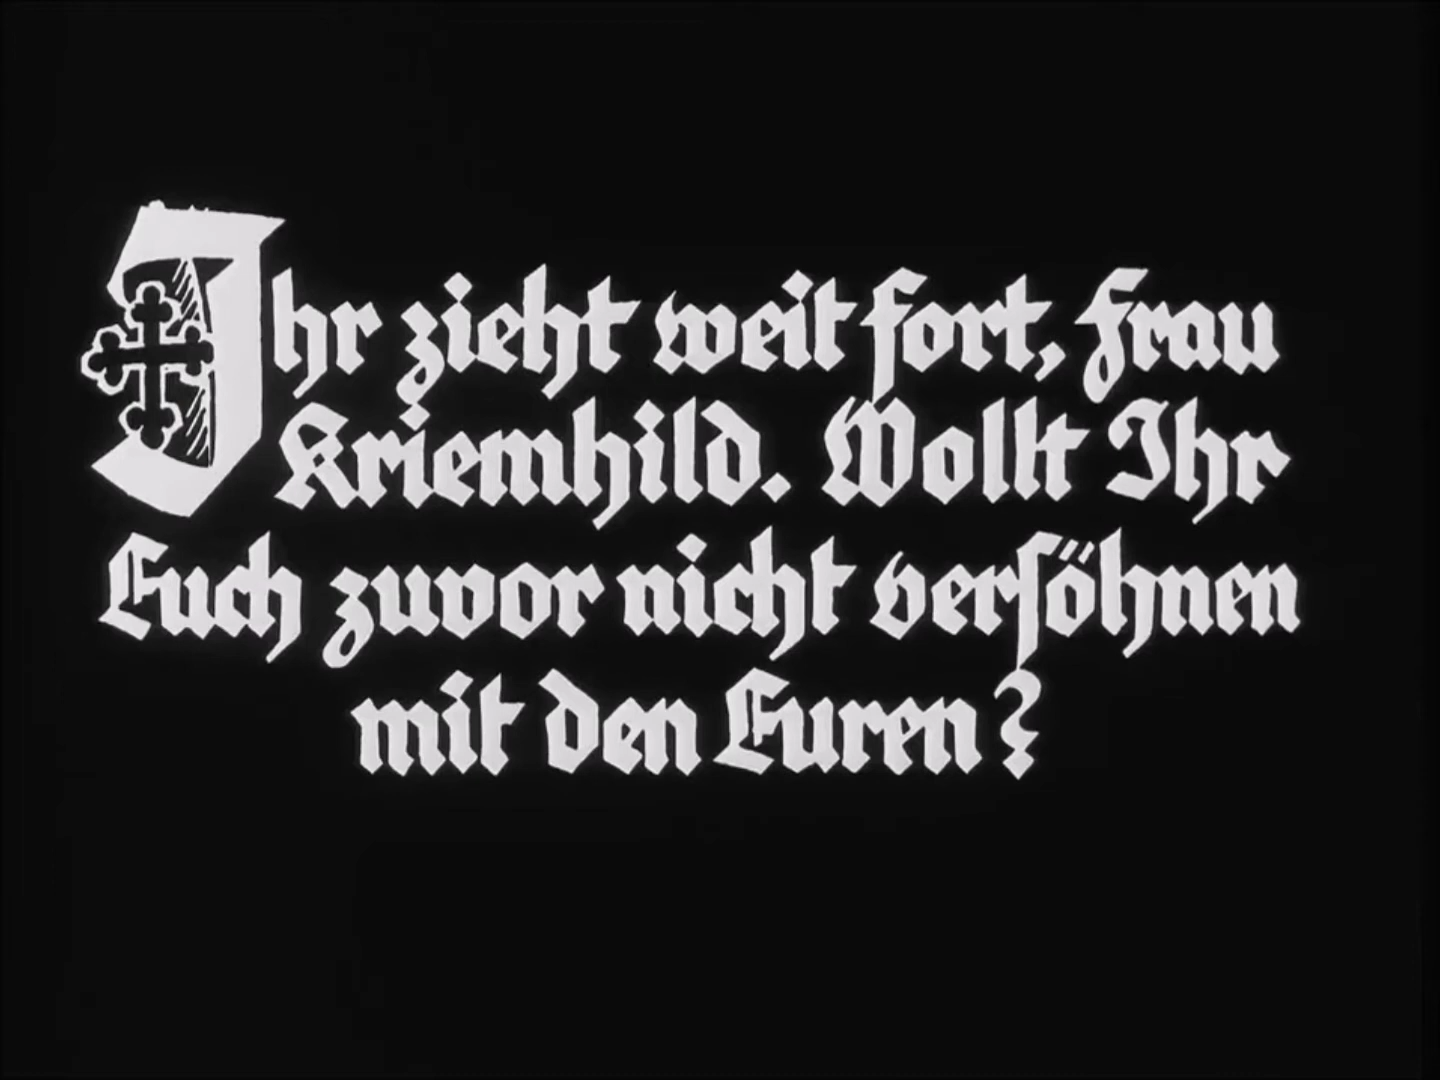 Ihr zieht weit fort, Frau
Kriemhild. Wollt Ihr
Euch zuvor nicht versöhnen
mit den Euren?